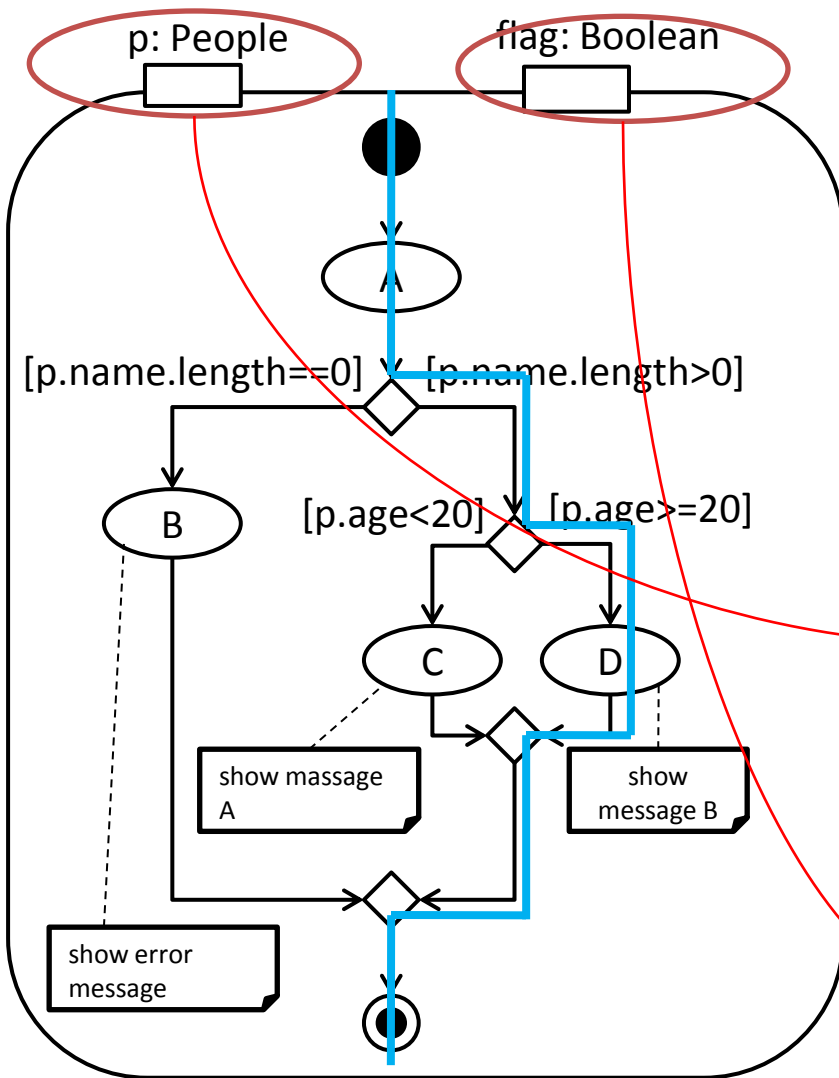 p: People
flag: Boolean
A
[p.name.length==0]
[p.name.length>0]
B
[p.age<20]
[p.age>=20]
C
D
show massage
A
show
message B
show error
message